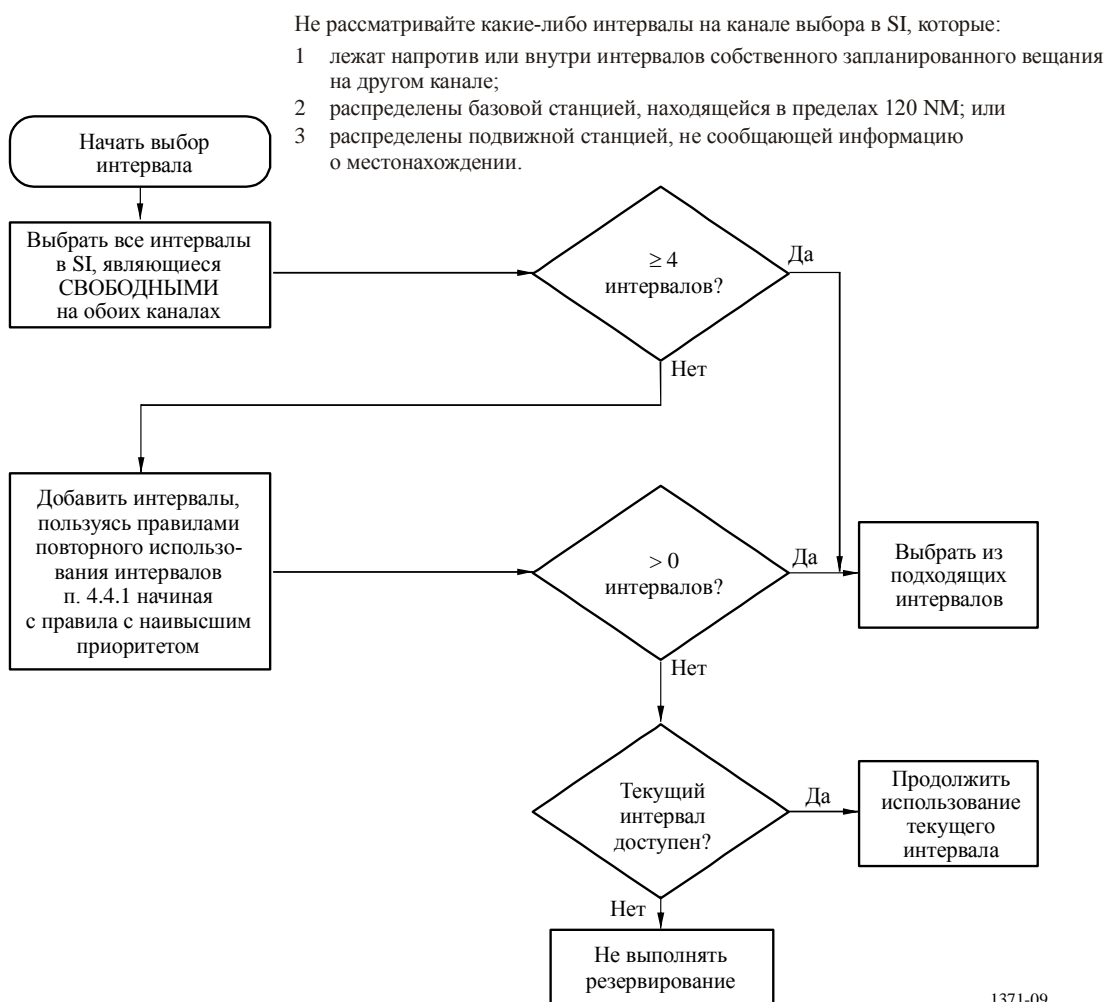 Не рассматривайте какие-либо интервалы на канале выбора в SI, которые:
1 лежат напротив или внутри интервалов собственного запланированного вещания
на другом канале;
2 распределены базовой станцией, находящейся в пределах 120 NM; или
3 распределены подвижной станцией, не сообщающей информацию
о местонахождении.
Начать выбор
интервала
Выбрать все интервалы
в SI, являющиеся
СВОБОДНЫМИ
на обоих каналах
≥ 4
интервалов?
Да
Нет
Добавить интервалы,
пользуясь правилами
повторного использо-
вания интервалов
п. 4.4.1 начиная
с правила с наивысшим
приоритетом
> 0
интервалов?
Да
Выбрать из
подходящих
интервалов
Нет
Текущий
интервал
доступен?
Да
Продолжить
использование
текущего
интервала
Нет
Не выполнять
резервирование
1371-09